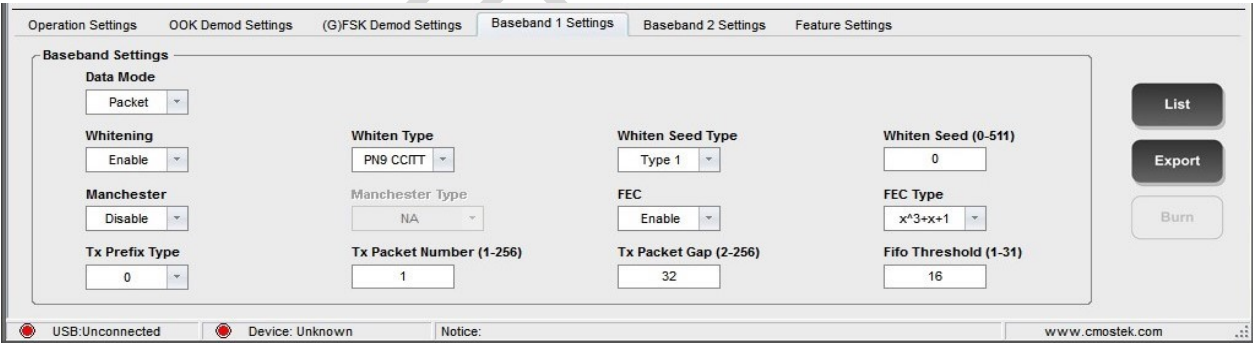 Operation Settings OOK Demod Settings (G)FSK Demod Settings Baseband 1 Settings Baseband 2 Settings Feature Settings
Baseband Settings
Data Mode
Packet
List
Whitening Whiten Type Whiten Seed Type Whiten Seed (0-511)
Enable PN9 CCITT Type 1 0
Export
Manchester Manchester Type FEC FEC Type
Disable NA Enable x^3+x+1
Burn
Tx Prefix Type Tx Packet Number (1-256) Tx Packet Gap (2-256) Fifo Threshold (1-31)
0 1 32 16
USB:Unconnected Device: Unknown Notice: www.cmostek.com